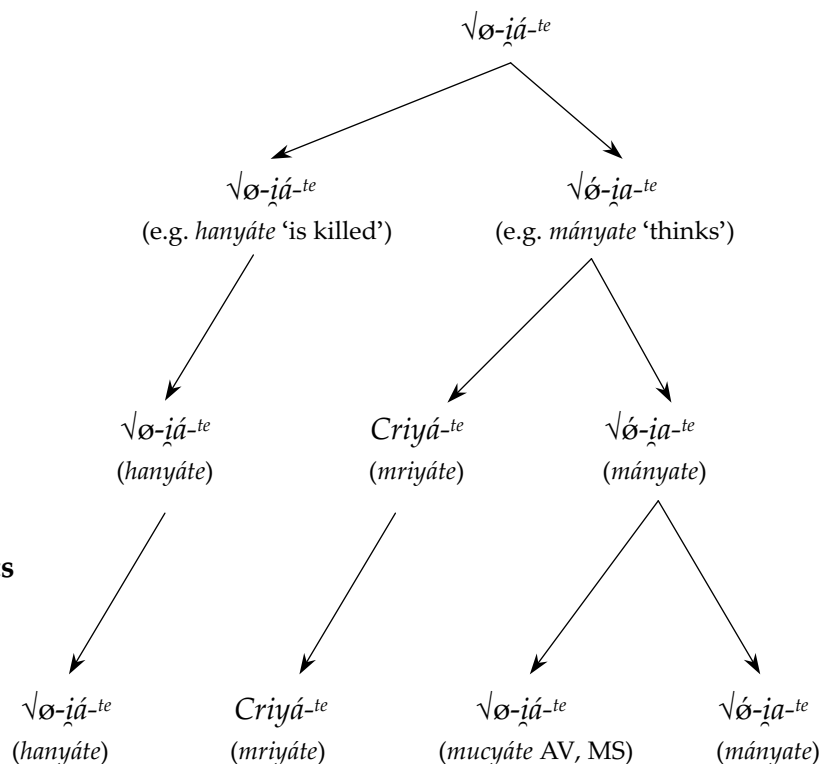 √ø-i̯á-te
√ø-i̯á-te √ǿ-i̯a-te
(e.g. hanyáte ‘is killed’) (e.g. mányate ‘thinks’)
√ø-i̯á-te Criyá-te √ǿ-i̯a-te
(hanyáte) (mriyáte) (mányate)
√ø-i̯á-te Criyá-te √ø-i̯á-te √ǿ-i̯a-te
(hanyáte) (mriyáte) (mucyáte AV, MS) (mányate)